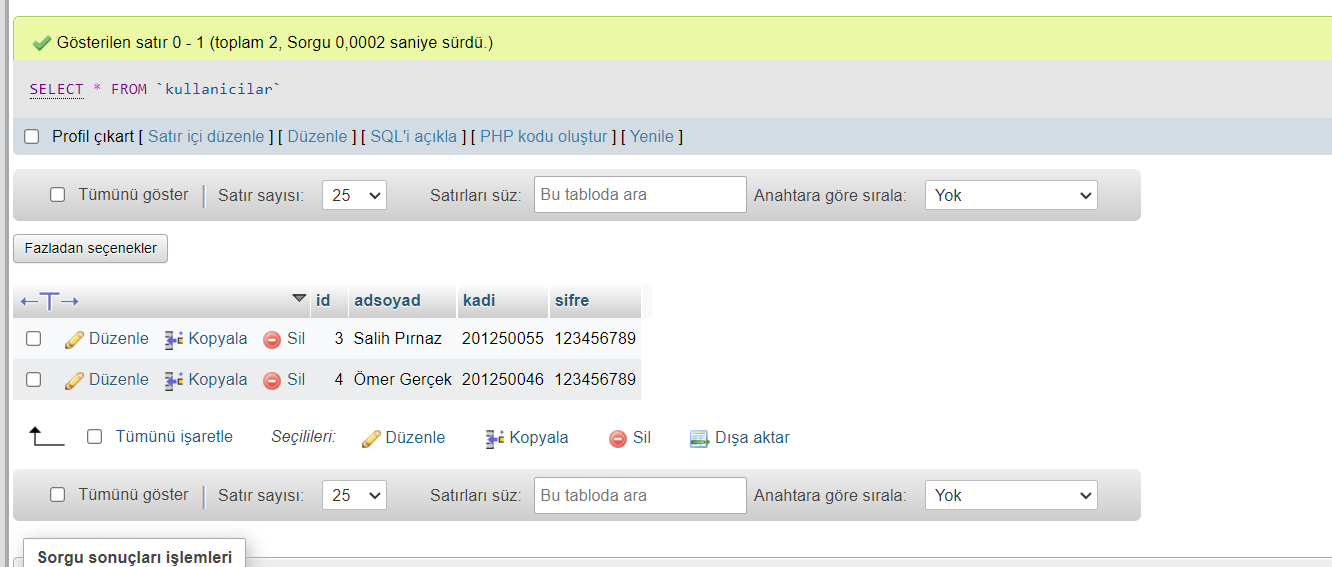 Gösterilen satır 0 - 1 (toplam 2, Sorgu 0,0002 saniye sürdü.)
SELECT * FROM `kullanicilar`
Profil çıkart [ Satır içi düzenle ] [ Düzenle ] [ SQL'i açıkla ] [ PHP kodu oluştur ] [ Yenile ]
Tümünü göster | Satır sayısı: 25 Satırları süz: Bu tabloda ara Anahtara göre sırala: Yok
Fazladan seçenekler
←T→ id adsoyad kadi sifre
Düzenle Kopyala Sil 3 Salih Pırnaz 201250055 123456789
Düzenle Kopyala Sil 4 Ömer Gerçek 201250046 123456789
Tümünü işaretle Seçilileri: Düzenle Kopyala Sil Dışa aktar
Tümünü göster | Satır sayısı: 25 Satırları süz: Bu tabloda ara Anahtara göre sırala: Yok
Sorgu sonuçları işlemleri